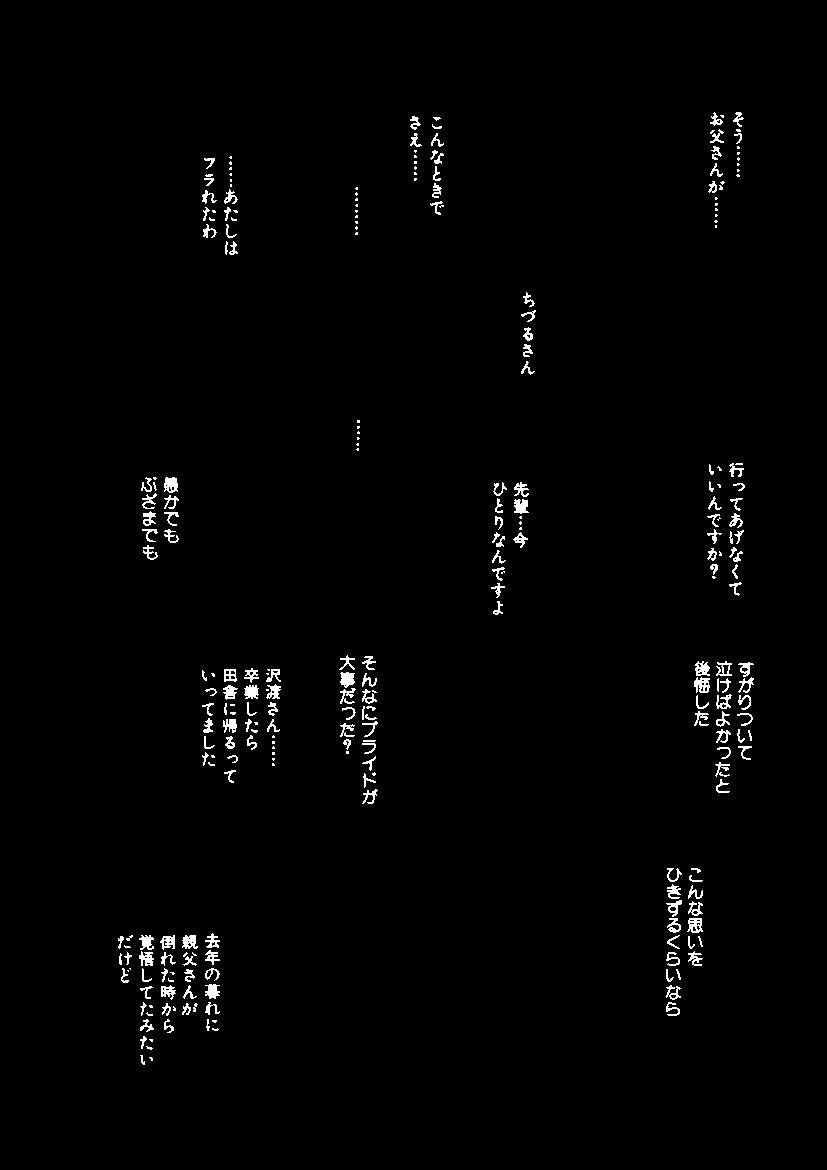 そう……
お父さんが……
こんなときで
さえ……
………
……あたしは
フラれたわ
ちづるさん
……
行ってあげなくて
いいんですか？
先輩…今
ひとりなんですよ
愚かでも
ぶざまでも
すがりついて
泣けばよかったと
後悔した
そんなにプライドが
大事だっだ？
沢渡さん……
卒業したら
田舎に帰るって
いってました
こんな思いを
ひきずるくらいなら
去年の暮れに
親父さんが
倒れた時から
覚悟してたみたい
だけど